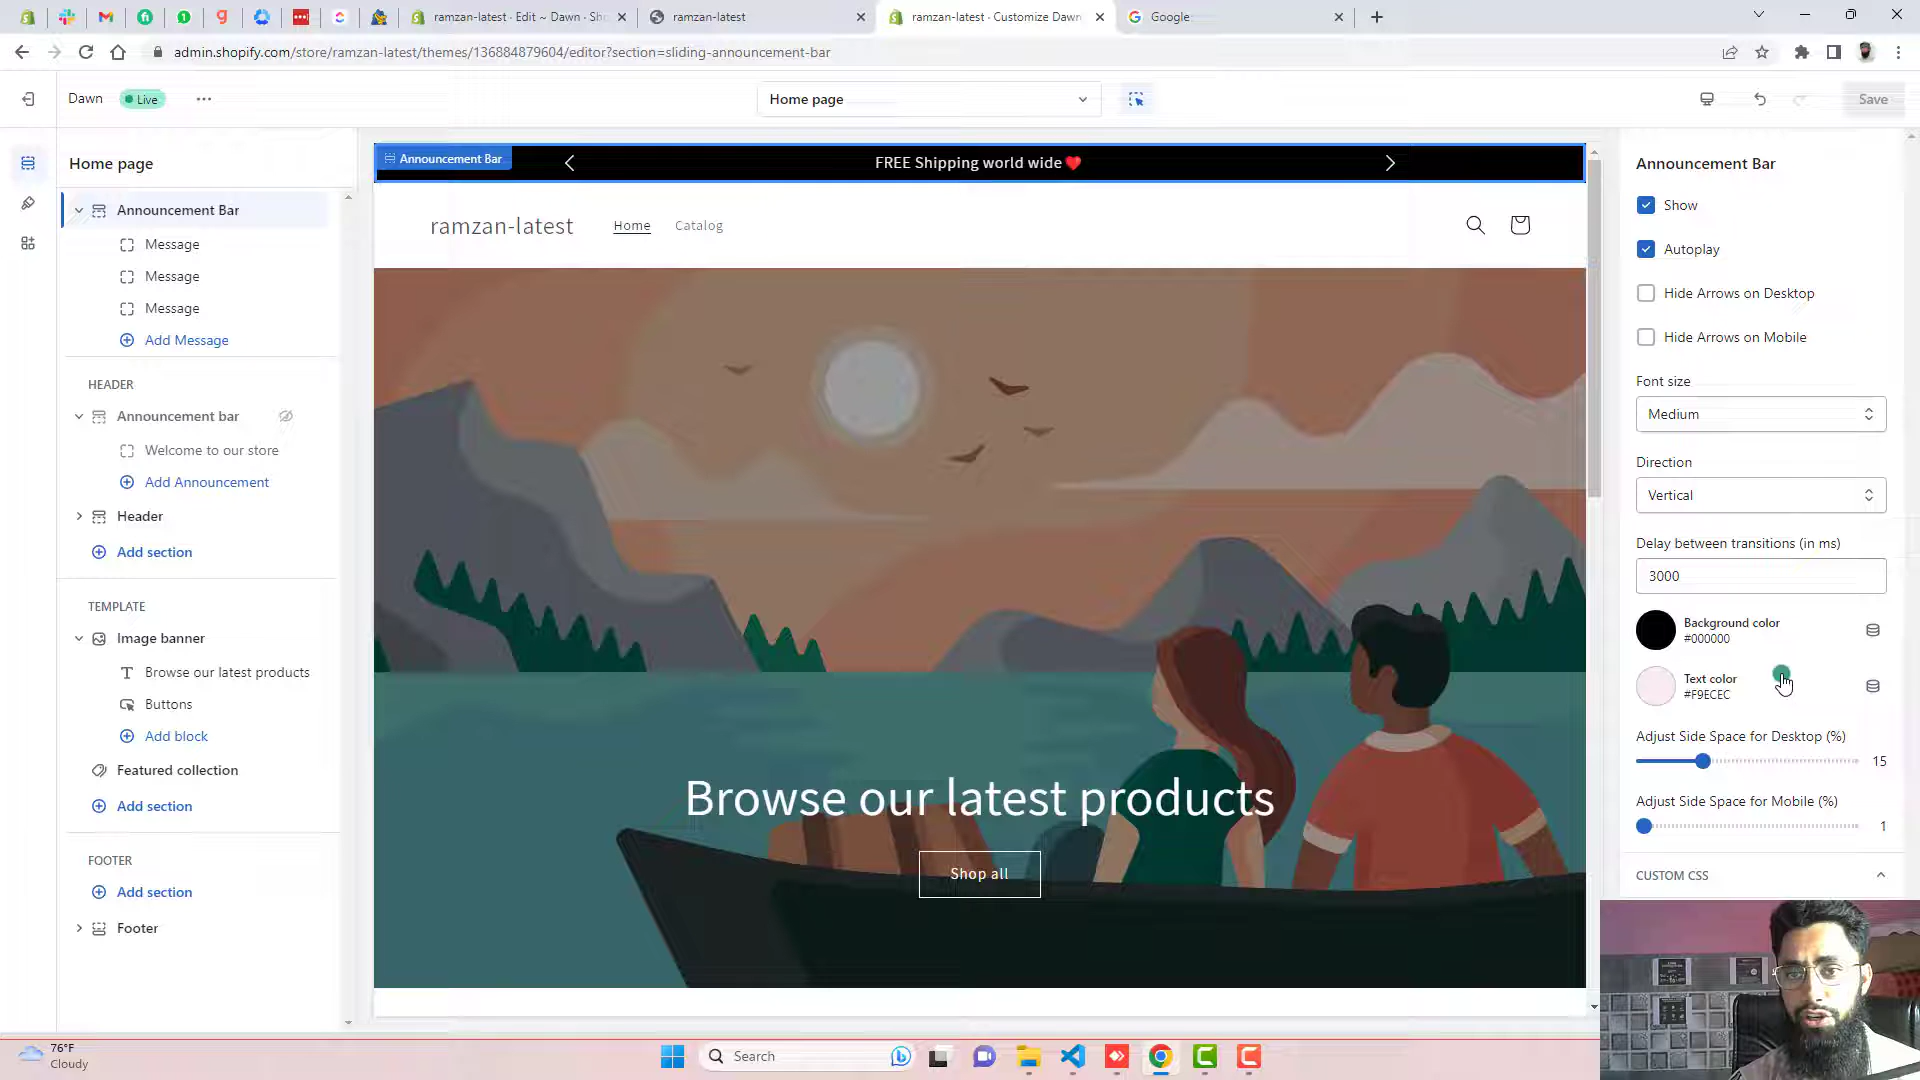 ramzan-latest · Edit ~ Dawn · Sh
ramzan-latest
ramzan-latest · Customize Dawn
Google
admin.shopify.com/store/ramzan-latest/themes/136884879604/editor?section=sliding-announcement-bar
Dawn
Live
Home page
Save
Home page
Announcement Bar
Message
Message
Message
Add Message
HEADER
Announcement bar
Welcome to our store
Add Announcement
Header
Add section
TEMPLATE
Image banner
Browse our latest products
Buttons
Add block
Featured collection
Add section
FOOTER
Add section
Footer
Announcement Bar
FREE Shipping world wide❤️
ramzan-latest
Home
Catalog
Browse our latest products
Shop all
Announcement Bar
Show
Autoplay
Hide Arrows on Desktop
Hide Arrows on Mobile
Font size
Medium
Direction
Vertical
Delay between transitions (in ms)
3000
Background color
#000000
Text color
#F9ECEC
Adjust Side Space for Desktop (%)
15
Adjust Side Space for Mobile (%)
1
CUSTOM CSS
76°F
Cloudy
Search